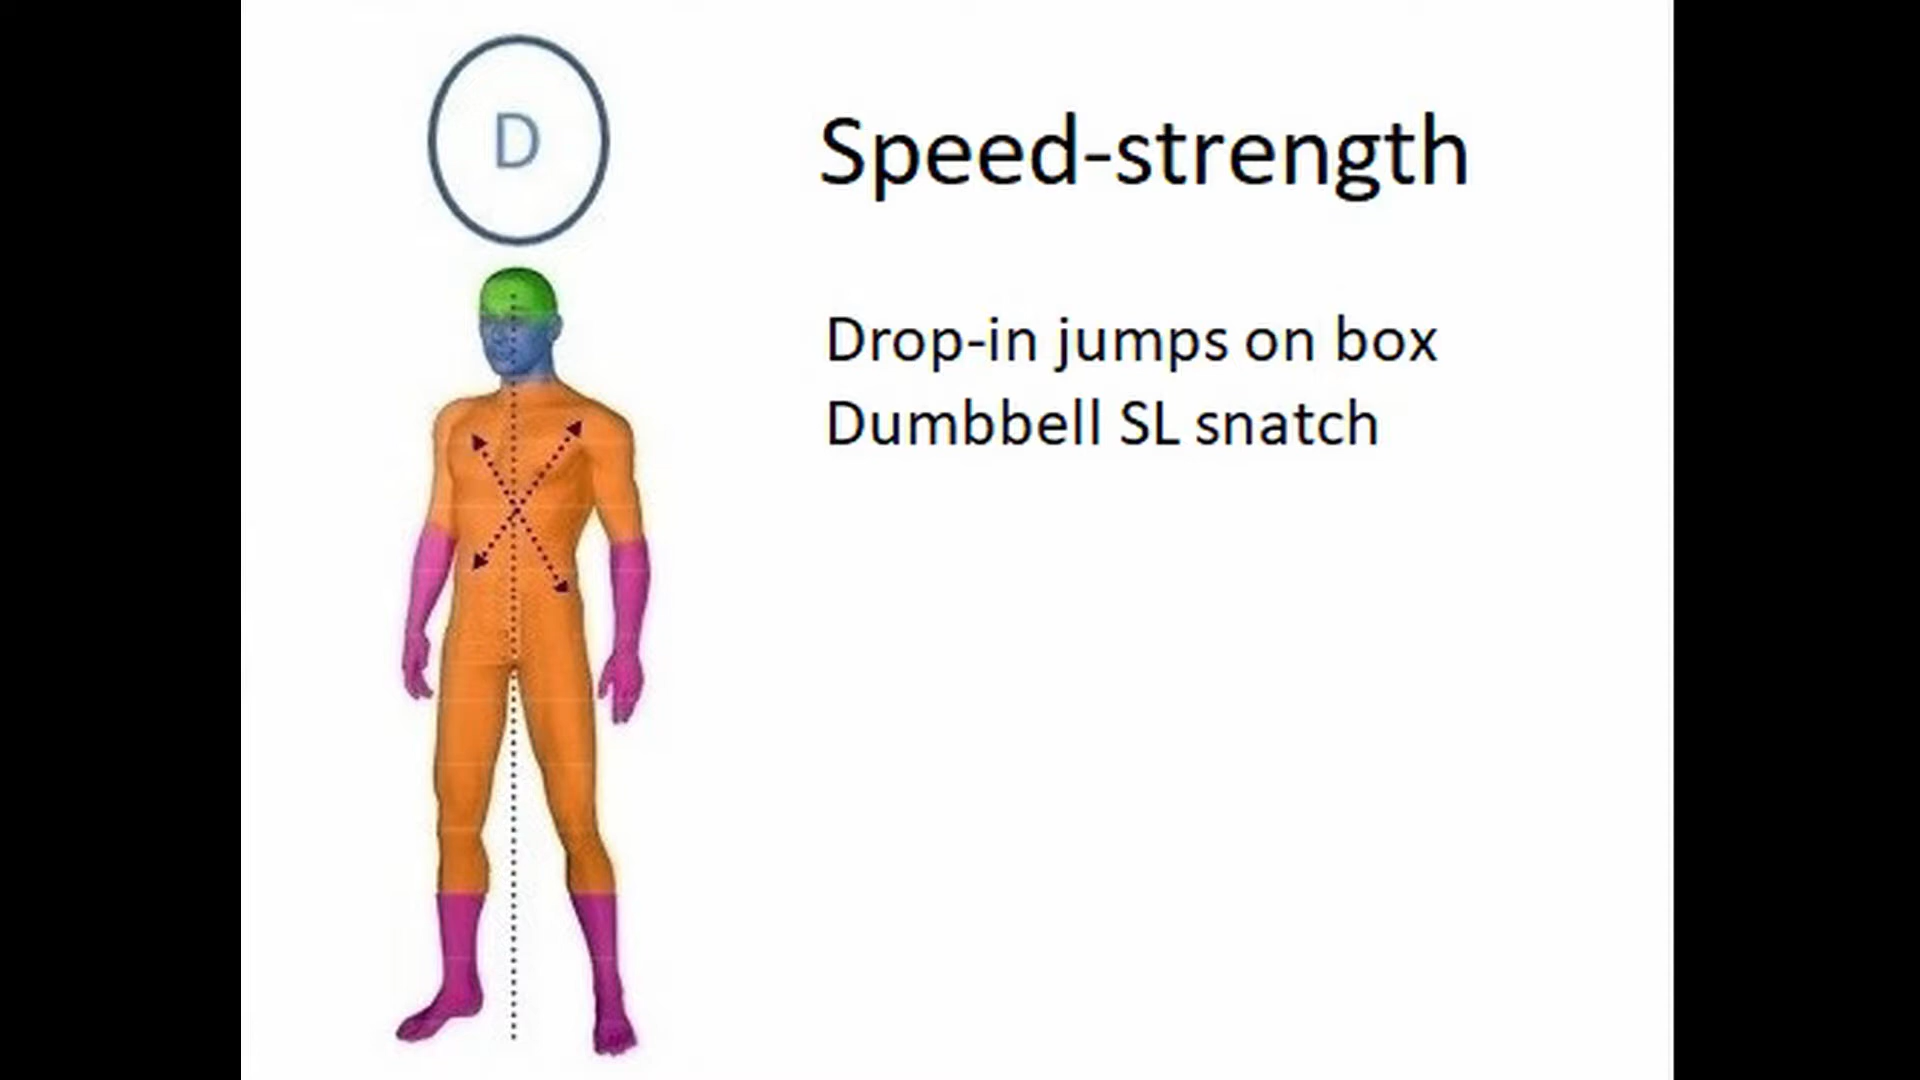 D
Speed-strength
Drop-in jumps on box
Dumbbell SL snatch